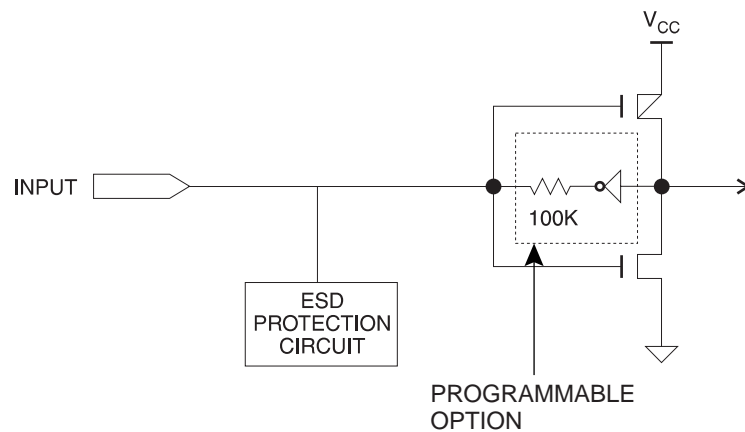 V_CC
INPUT
100K
ESD
PROTECTION
CIRCUIT
PROGRAMMABLE
OPTION